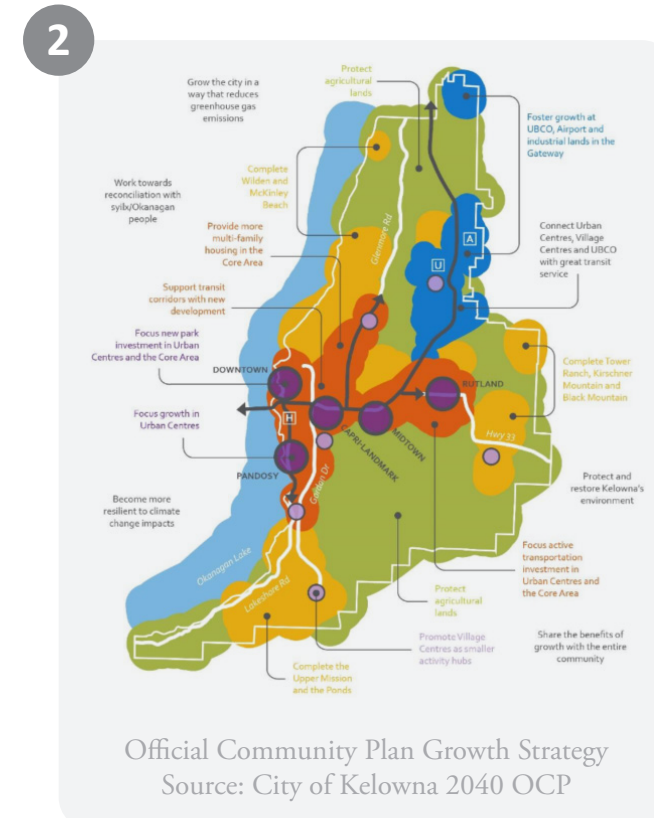 2
Grow the city in a
way that reduces
greenhouse gas
emissions
Protect
agricultural
lands
Foster growth at
UBCO, Airport and
industrial lands in the
Gateway
Complete
Wilden and
McKinley
Beach
Work towards
reconciliation with
syilx/Okanagan
people
Provide more
multi-family
housing in the
Core Area
Glenmore Rd
A
U
Connect Urban
Centres, Village
Centres and UBCO
with great transit
service
Support transit
corridors with new
development
Focus new park
investment in Urban
Centres and the Core Area
DOWNTOWN
RUTLAND
Complete Tower
Ranch, Kirschner
Mountain and
Black Mountain
Focus growth in
Urban Centres
H
CAPRI-LANDMARK
MIDTOWN
Hwy 33
PANDOSY
Gordon Dr
Protect and
restore Kelowna's
environment
Become more
resilient to climate
change impacts
Okanagan Lake
Lakeshore Rd
Focus active
transportation
investment in
Urban Centres and
the Core Area
Protect
agricultural
lands
Promote Village
Centres as smaller
activity hubs
Share the benefits of
growth with the entire
community
Complete the
Upper Mission
and the Ponds
Official Community Plan Growth Strategy
Source: City of Kelowna 2040 OCP